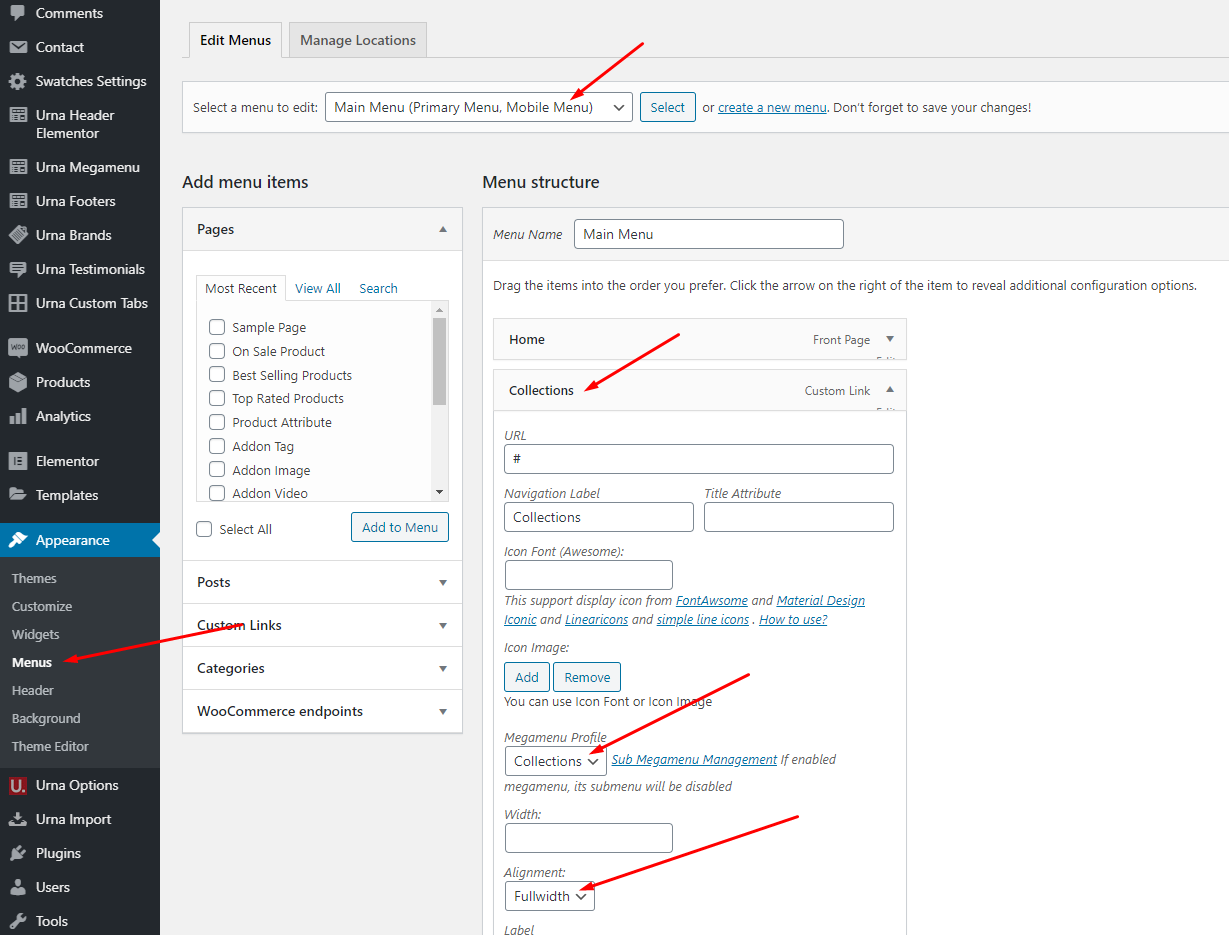 Comments
Contact
Swatches Settings
Urna Header
Elementor
Urna Megamenu
Urna Footers
Urna Brands
Urna Testimonials
Urna Custom Tabs
WooCommerce
Products
Analytics
Elementor
Templates
Appearance
Themes
Customize
Widgets
Menus
Header
Background
Theme Editor
Urna Options
Urna Import
Plugins
Users
Tools
Edit Menus
Manage Locations
Select a menu to edit: Main Menu (Primary Menu, Mobile Menu) Select or create a new menu. Don't forget to save your changes!
Add menu items
Pages
Most Recent View All Search
Sample Page
On Sale Product
Best Selling Products
Top Rated Products
Product Attribute
Addon Tag
Addon Image
Addon Video
Select All Add to Menu
Posts
Custom Links
Categories
WooCommerce endpoints
Menu structure
Menu Name Main Menu
Drag the items into the order you prefer. Click the arrow on the right of the item to reveal additional configuration options.
Home Front Page
Edit
Collections Custom Link
Edit
URL
#
Navigation Label Title Attribute
Collections
Icon Font (Awesome):
This support display icon from FontAwsome and Material Design
Iconic and Linearicons and simple line icons . How to use?
Icon Image:
Add Remove
You can use Icon Font or Icon Image
Megamenu Profile
Collections Sub Megamenu Management If enabled
megamenu, its submenu will be disabled
Width:
Alignment:
Fullwidth
Label